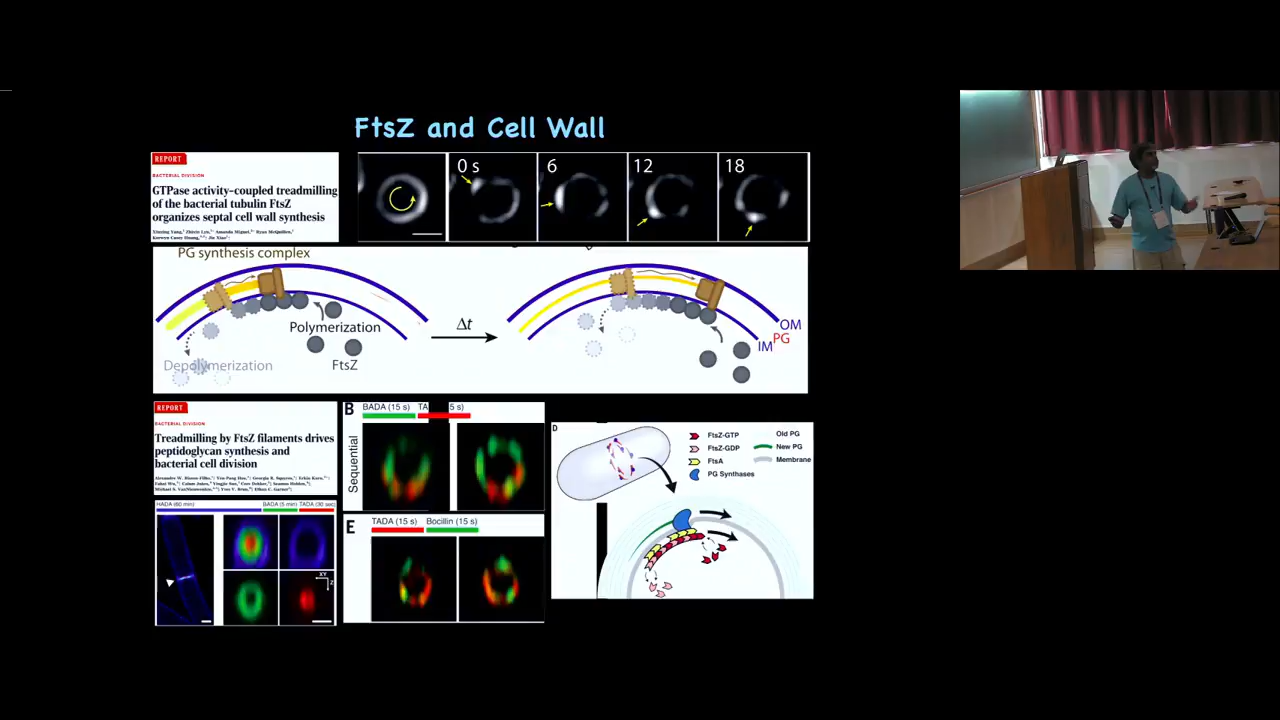 FtsZ and Cell Wall
REPORT
BACTERIAL DIVISION
GTPase activity–coupled treadmilling
of the bacterial tubulin FtsZ
organizes septal cell wall synthesis
0 s
6
12
18
PG synthesis complex
Polymerization
Depolymerization
FtsZ
Δt
OM
PG
IM
REPORT
BACTERIAL DIVISION
Treadmilling by FtsZ filaments drives
peptidoglycan synthesis and
bacterial cell division
HADA (60 min)
BADA (5 min)
TADA (30 sec)
XY
Z
B
BADA (15 s)
TA
5 s)
Sequential
E
TADA (15 s)
Bocillin (15 s)
D
FtsZ-GTP
FtsZ-GDP
FtsA
PG Synthases
Old PG
New PG
Membrane